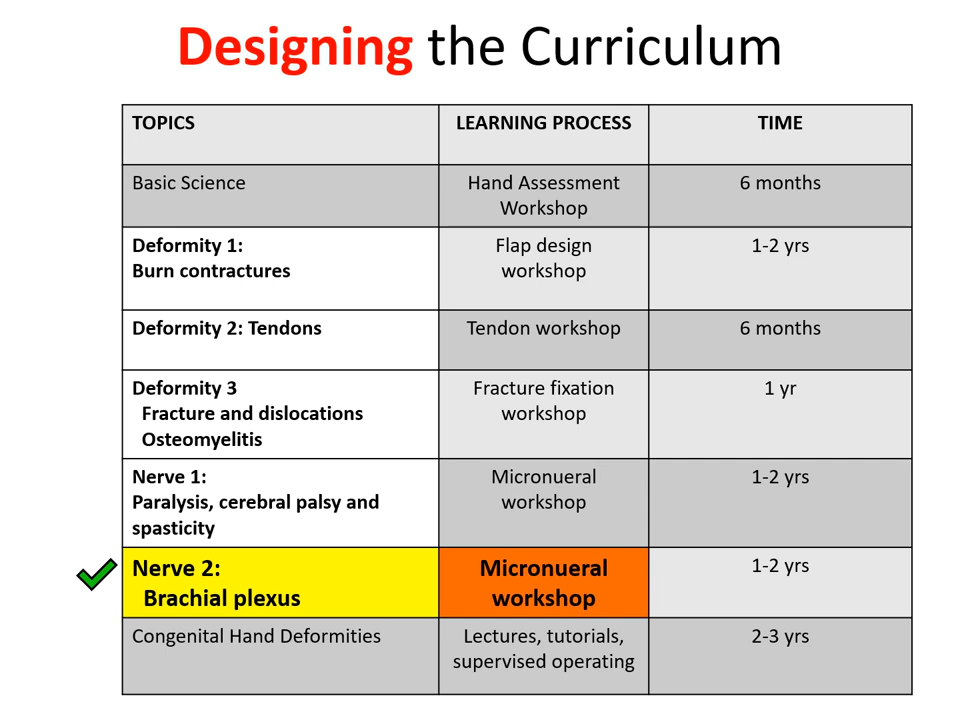 Designing the Curriculum
TOPICS
LEARNING PROCESS
TIME
Basic Science
Hand Assessment
Workshop
6 months
Deformity 1:
Burn contractures
Flap design
workshop
1-2 yrs
Deformity 2: Tendons
Tendon workshop
6 months
Deformity 3
Fracture and dislocations
Osteomyelitis
Fracture fixation
workshop
1 yr
Nerve 1:
Paralysis, cerebral palsy and
spasticity
Micronueral
workshop
1-2 yrs
Nerve 2:
Brachial plexus
Micronueral
workshop
1-2 yrs
Congenital Hand Deformities
Lectures, tutorials,
supervised operating
2-3 yrs